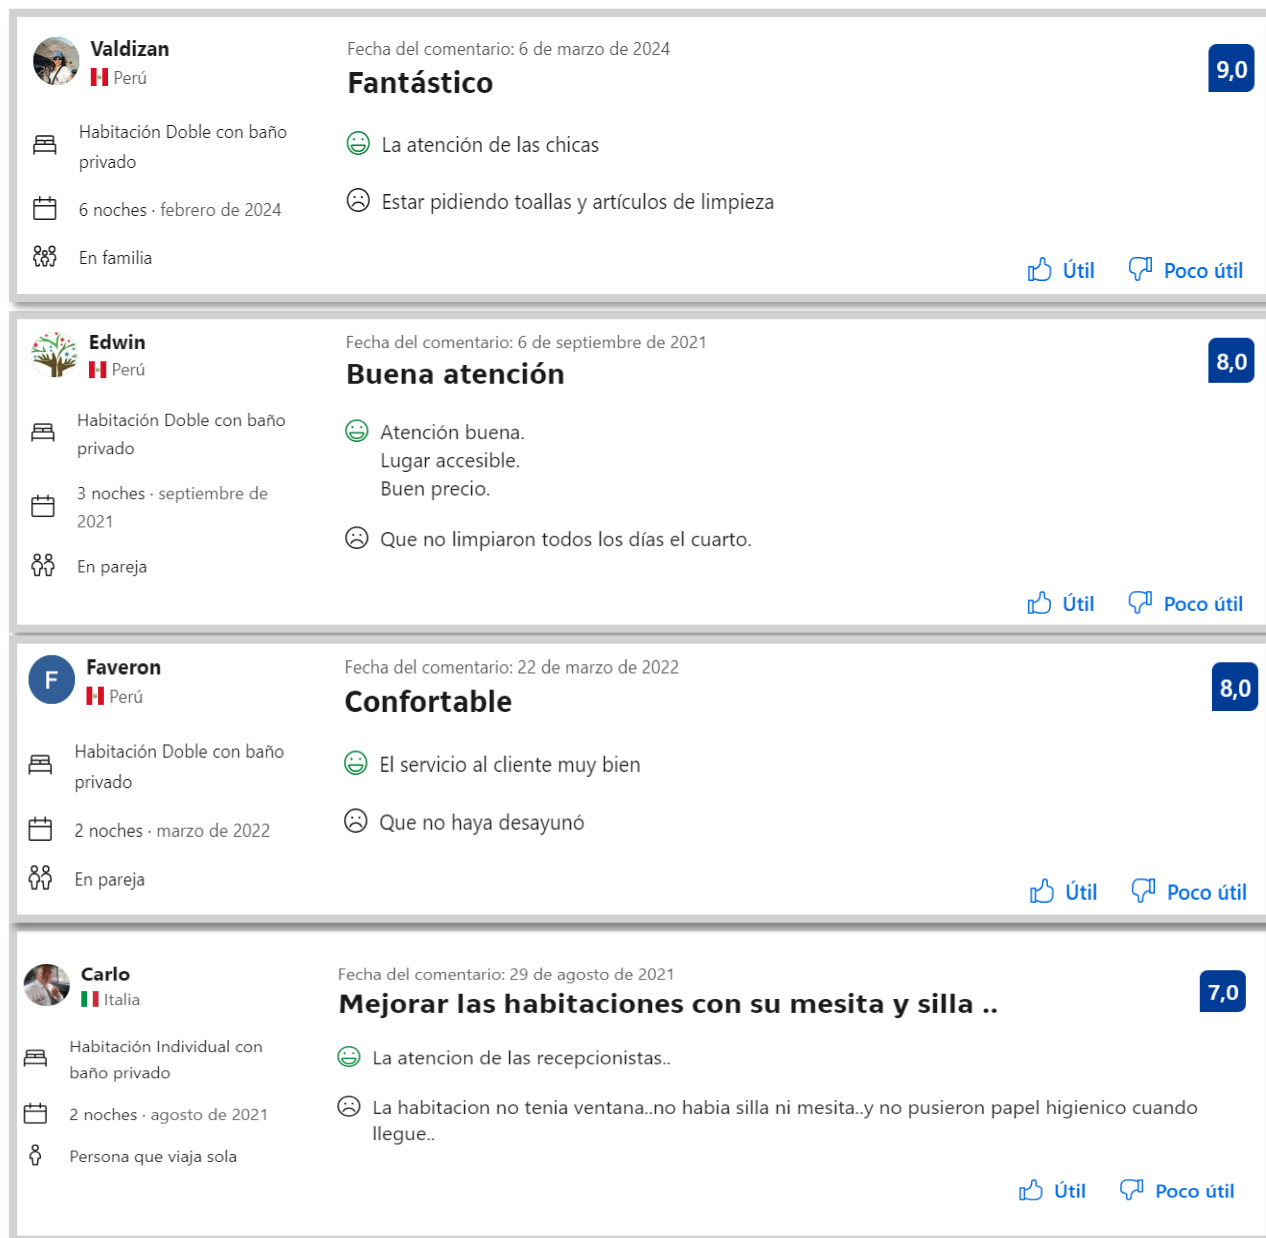 Valdizan
Perú
Habitación Doble con baño
privado
6 noches · febrero de 2024
En familia
Fecha del comentario: 6 de marzo de 2024
Fantástico
9,0
La atención de las chicas
Estar pidiendo toallas y artículos de limpieza
Útil Poco útil
Edwin
Perú
Habitación Doble con baño
privado
3 noches · septiembre de
2021
En pareja
Fecha del comentario: 6 de septiembre de 2021
Buena atención
8,0
Atención buena.
Lugar accesible.
Buen precio.
Que no limpiaron todos los días el cuarto.
Útil Poco útil
F
Faveron
Perú
Habitación Doble con baño
privado
2 noches · marzo de 2022
En pareja
Fecha del comentario: 22 de marzo de 2022
Confortable
8,0
El servicio al cliente muy bien
Que no haya desayunó
Útil Poco útil
Carlo
Italia
Habitación Individual con
baño privado
2 noches · agosto de 2021
Persona que viaja sola
Fecha del comentario: 29 de agosto de 2021
Mejorar las habitaciones con su mesita y silla ..
7,0
La atencion de las recepcionistas..
La habitacion no tenia ventana..no habia silla ni mesita..y no pusieron papel higienico cuando
llegue..
Útil Poco útil